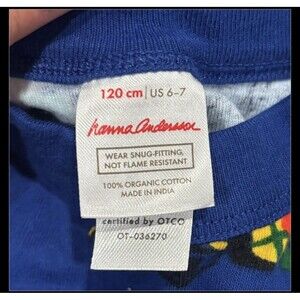 120 cm | US 6-7
hanna andersson
WEAR SNUG-FITTING,
NOT FLAME RESISTANT
100% ORGANIC COTTON
MADE IN INDIA
certified by OTCO
OT-036270